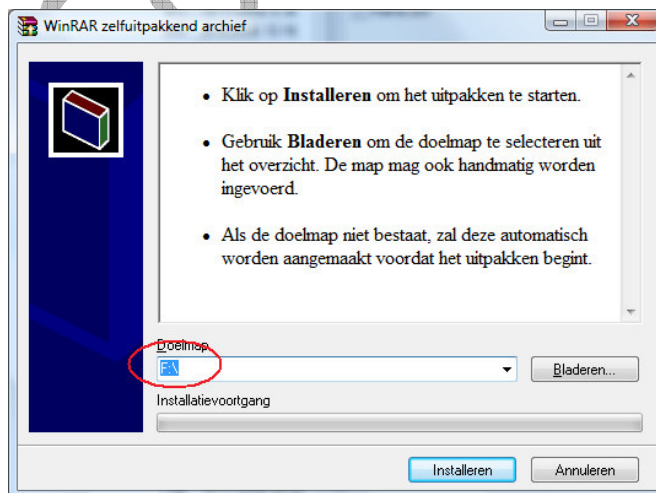 WinRAR zelfuitpakkend archief
• Klik op Installeren om het uitpakken te starten.
• Gebruik Bladeren om de doelmap te selecteren uit
het overzicht. De map mag ook handmatig worden
ingevoerd.
• Als de doelmap niet bestaat, zal deze automatisch
worden aangemaakt voordat het uitpakken begint.
Doelmap
F:\
Bladeren...
Installatievoortgang
Installeren
Annuleren